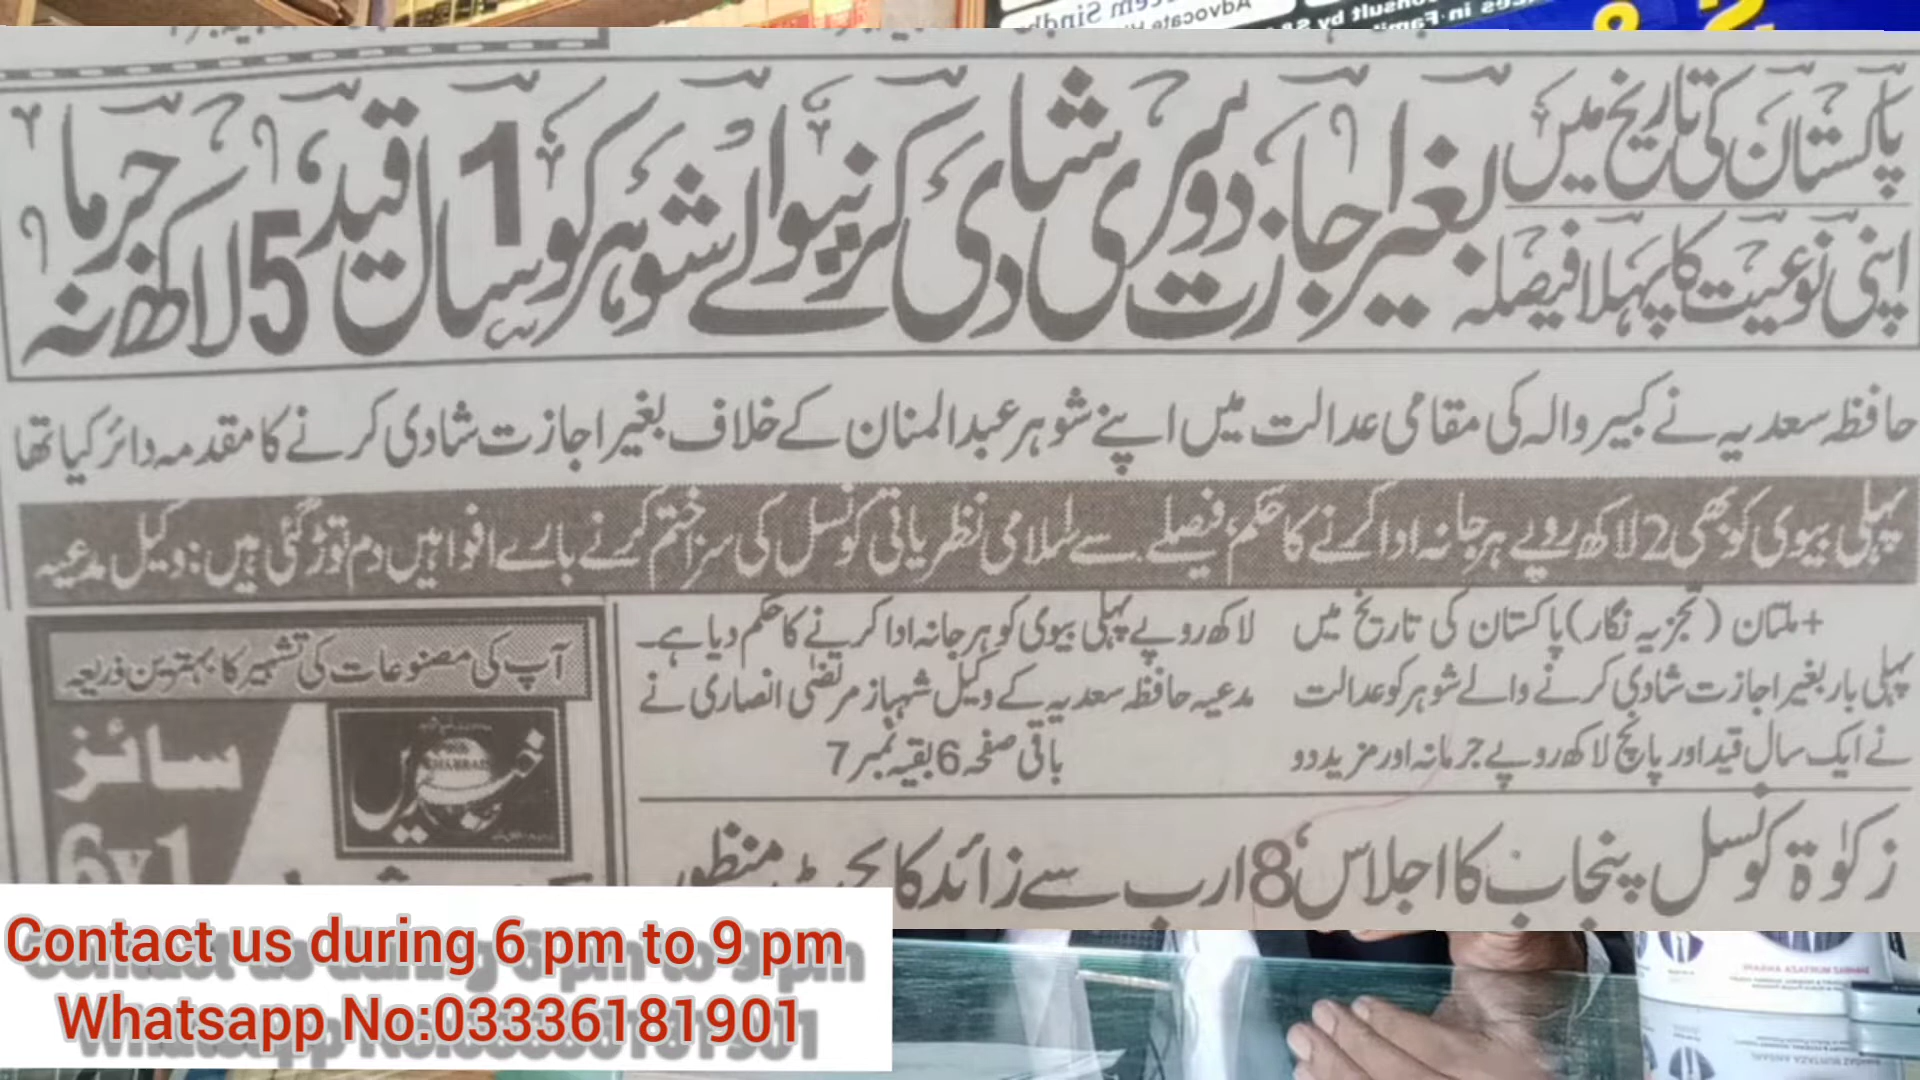 پاکستان کی تاریخ میں
اپنی نوعیت کا پہلا فیصلہ
بغیر اجازت دوسری شادی کرنیوالے شوہر کو 1 سال قید، 5 لاکھ جرمانہ
حافظہ سعدیہ نے کبیر والہ کی مقامی عدالت میں اپنے شوہر عبدالمنان کے خلاف بغیر اجازت شادی کرنے کا مقدمہ دائر کیا تھا
پہلی بیوی کو بھی 2 لاکھ روپے ہرجانہ ادا کرنے کا حکم، فیصلے سے اسلامی نظریاتی کونسل کی سزا ختم کرنے بارے افواہیں دم توڑ گئی ہیں: وکیل مدعیہ
+ملتان (تجزیہ نگار) پاکستان کی تاریخ میں
پہلی بار بغیر اجازت شادی کرنے والے شوہر کو عدالت
نے ایک سال قید اور پانچ لاکھ روپے جرمانہ اور مزید دو
لاکھ روپے پہلی بیوی کو ہرجانہ ادا کرنے کا حکم دیا ہے۔
مدعیہ حافظہ سعدیہ کے وکیل شہباز مرتضیٰ انصاری نے
باقی صفحہ 6 بقیہ نمبر 7
آپ کی مصنوعات کی تشہیر کا بہترین ذریعہ
خبریں
سائز
زکوٰۃ کونسل پنجاب کا اجلاس، 8 ارب سے زائد کا بجٹ منظور
Contact us during 6 pm to 9 pm
Whatsapp No:03336181901